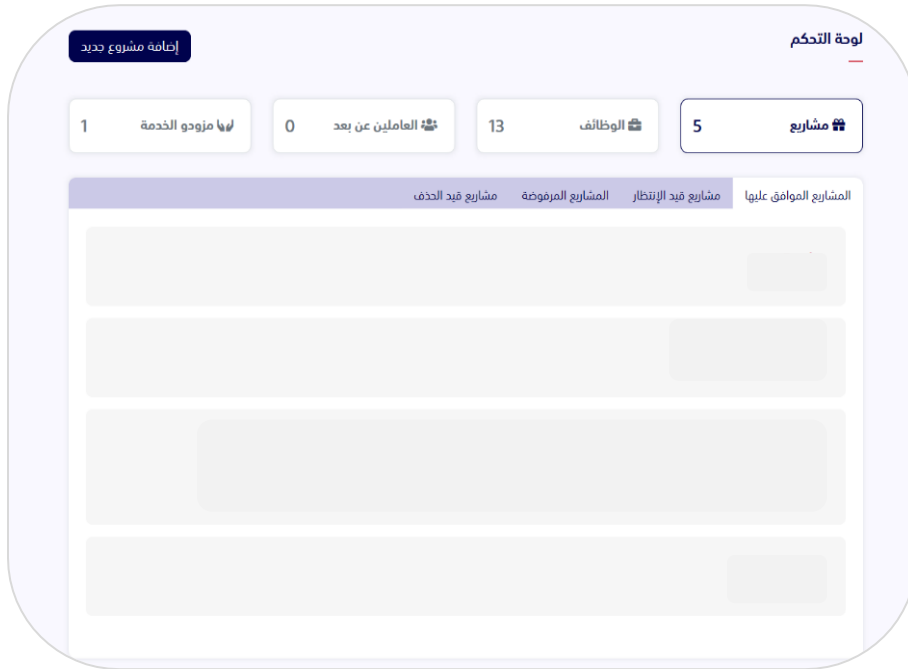 لوحة التحكم
إضافة مشروع جديد
مشاريع 5
الوظائف 13
العاملين عن بعد 0
مزودو الخدمة 1
المشاريع الموافق عليها مشاريع قيد الإنتظار المشاريع المرفوضة مشاريع قيد الحذف